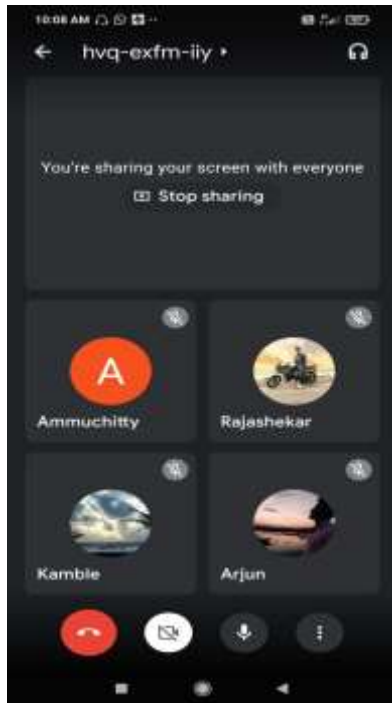 10:08 AM
hvq-exfm-iiy
You're sharing your screen with everyone
Stop sharing
A
Ammuchitty
Rajashekar
Kamble
Arjun